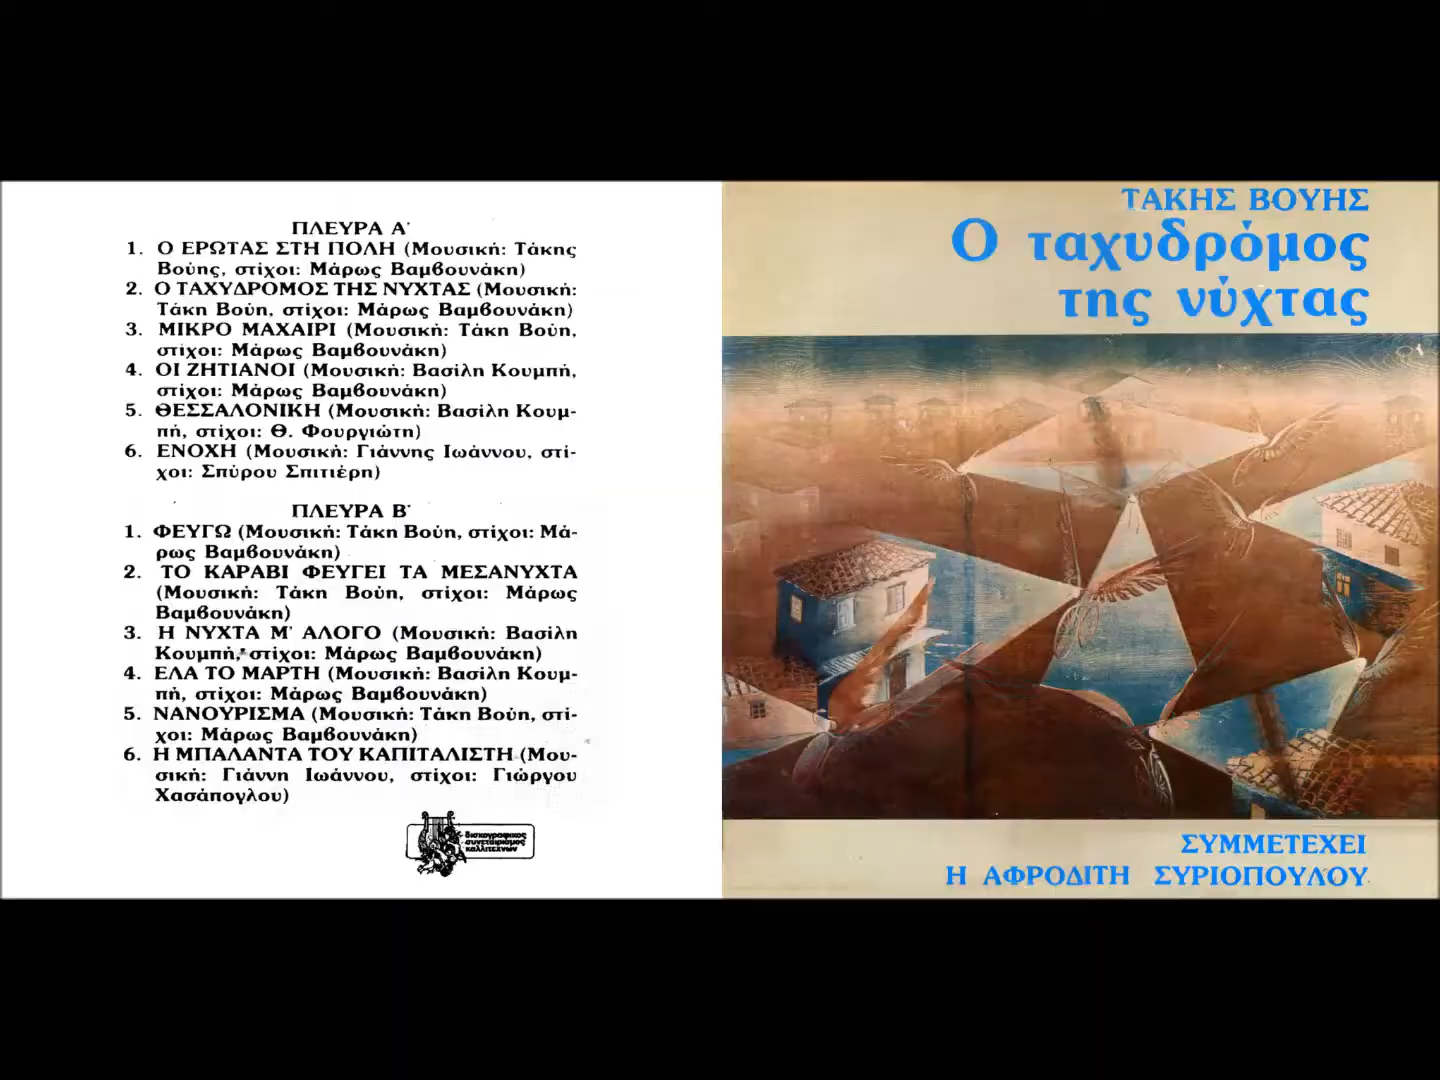 ΠΛΕΥΡΑ Α'
1. Ο ΕΡΩΤΑΣ ΣΤΗ ΠΟΛΗ (Μουσική: Τάκης
Βούης, στίχοι: Μάρως Βαμβουνάκη)
2. Ο ΤΑΧΥΔΡΟΜΟΣ ΤΗΣ ΝΥΧΤΑΣ (Μουσική:
Τάκη Βούη, στίχοι: Μάρως Βαμβουνάκη)
3. ΜΙΚΡΟ ΜΑΧΑΙΡΙ (Μουσική: Τάκη Βούη,
στίχοι: Μάρως Βαμβουνάκη)
4. ΟΙ ΖΗΤΙΑΝΟΙ (Μουσική: Βασίλη Κουμπή,
στίχοι: Μάρως Βαμβουνάκη)
5. ΘΕΣΣΑΛΟΝΙΚΗ (Μουσική: Βασίλη Κουμ-
πή, στίχοι: Θ. Φουργιώτη)
6. ΕΝΟΧΗ (Μουσική: Γιάννης Ιωάννου, στί-
χοι: Σπύρου Σπιτιέρη)
ΠΛΕΥΡΑ Β'
1. ΦΕΥΓΩ (Μουσική: Τάκη Βούη, στίχοι: Μά-
ρως Βαμβουνάκη)
2. ΤΟ ΚΑΡΑΒΙ ΦΕΥΓΕΙ ΤΑ ΜΕΣΑΝΥΧΤΑ
(Μουσική: Τάκη Βούη, στίχοι: Μάρως
Βαμβουνάκη)
3. Η ΝΥΧΤΑ Μ' ΑΛΟΓΟ (Μουσική: Βασίλη
Κουμπή, στίχοι: Μάρως Βαμβουνάκη)
4. ΕΛΑ ΤΟ ΜΑΡΤΗ (Μουσική: Βασίλη Κουμ-
πή, στίχοι: Μάρως Βαμβουνάκη)
5. ΝΑΝΟΥΡΙΣΜΑ (Μουσική: Τάκη Βούη, στί-
χοι: Μάρως Βαμβουνάκη)
6. Η ΜΠΑΛΑΝΤΑ ΤΟΥ ΚΑΠΙΤΑΛΙΣΤΗ (Μου-
σική: Γιάννη Ιωάννου, στίχοι: Γιώργου
Χασάπογλου)
δισκογραφικος
συνεταιρισμος
καλλιτεχνων
ΤΑΚΗΣ ΒΟΥΗΣ
Ο ταχυδρόμος
της νύχτας
ΣΥΜΜΕΤΕΧΕΙ
Η ΑΦΡΟΔΙΤΗ ΣΥΡΙΟΠΟΥΛΟΥ